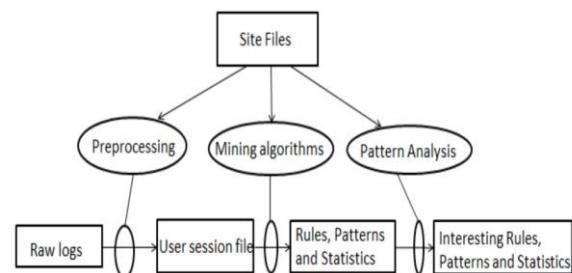 Site Files
Preprocessing
Mining algorithms
Pattern Analysis
Raw logs
User session file
Rules, Patterns
and Statistics
Interesting Rules,
Patterns and Statistics